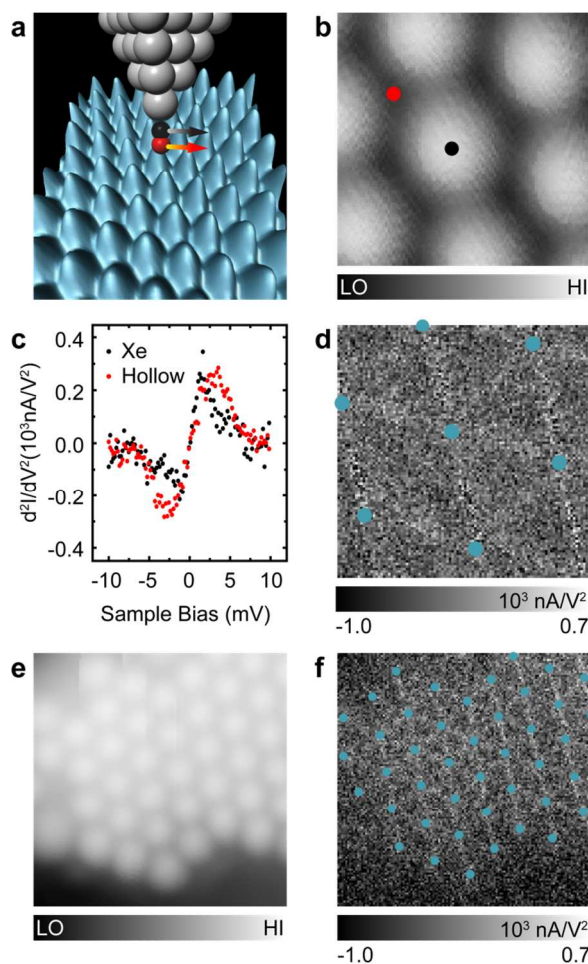 a
b
LO HI
c
Xe
Hollow
d²I/dV²(10³nA/V²)
0.4
0.2
0.0
-0.2
-0.4
-10 -5 0 5 10
Sample Bias (mV)
d
10³ nA/V²
-1.0 0.7
e
LO HI
f
10³ nA/V²
-1.0 0.7